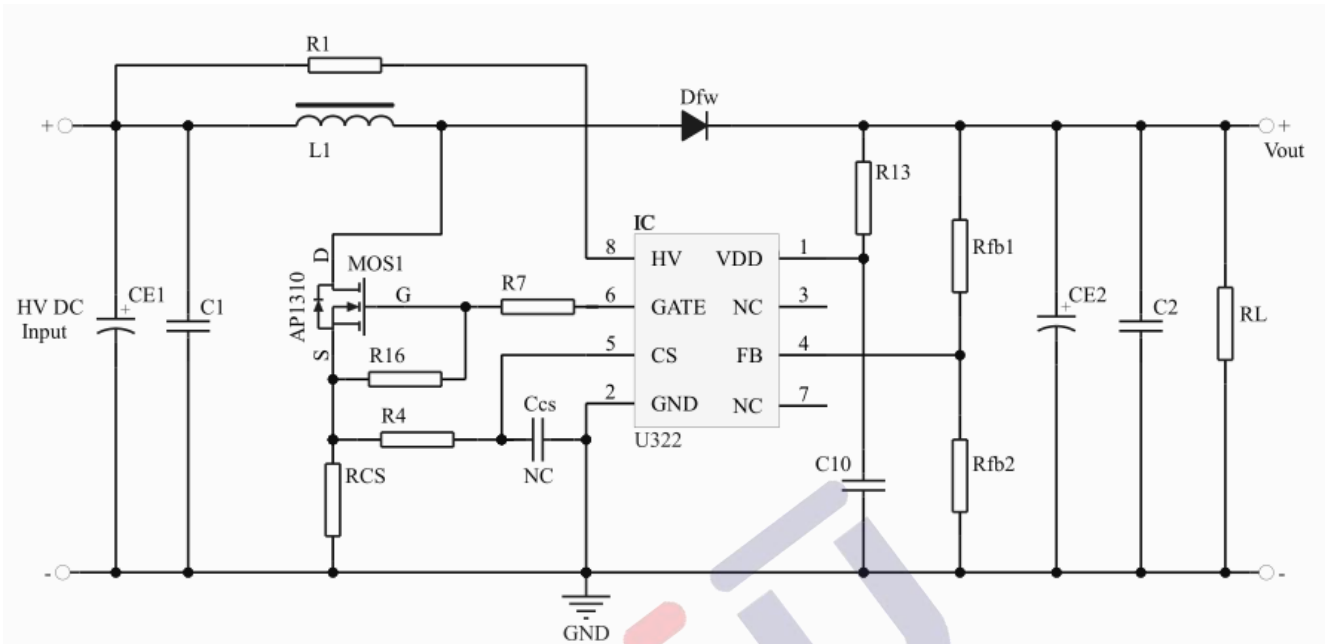 R1
L1
Dfw
+
+
Vout
R13
IC
8 HV VDD 1
6 GATE NC 3
5 CS FB 4
2 GND NC 7
U322
D
MOS1
AP1310
G
S
R7
R16
R4
Ccs
NC
RCS
HV DC
Input
+
CE1
C1
Rfb1
Rfb2
C10
+
CE2
C2
RL
-
-
GND